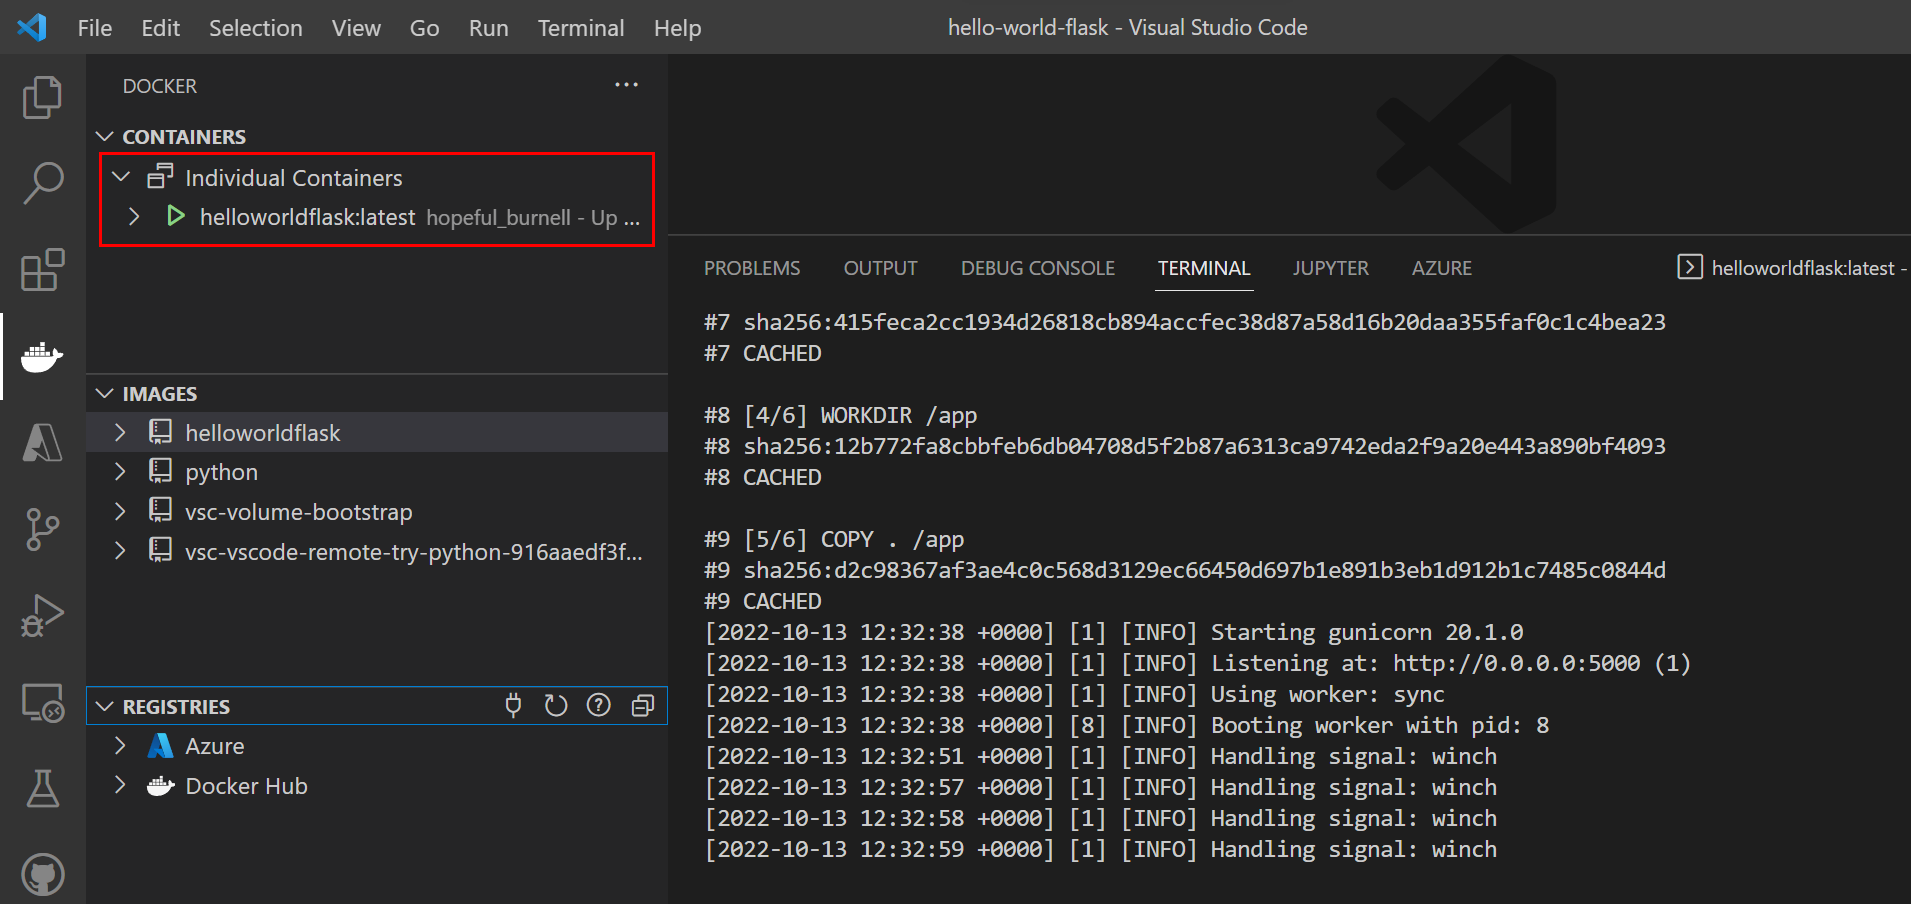 File Edit Selection View Go Run Terminal Help hello-world-flask - Visual Studio Code
DOCKER ...
CONTAINERS
Individual Containers
helloworldflask:latest hopeful_burnell - Up ...
IMAGES
helloworldflask
python
vsc-volume-bootstrap
vsc-vscode-remote-try-python-916aaedf3f...
REGISTRIES
Azure
Docker Hub
PROBLEMS OUTPUT DEBUG CONSOLE TERMINAL JUPYTER AZURE helloworldflask:latest -
#7 sha256:415feca2cc1934d26818cb894accfec38d87a58d16b20daa355faf0c1c4bea23
#7 CACHED
#8 [4/6] WORKDIR /app
#8 sha256:12b772fa8cbbfeb6db04708d5f2b87a6313ca9742eda2f9a20e443a890bf4093
#8 CACHED
#9 [5/6] COPY . /app
#9 sha256:d2c98367af3ae4c0c568d3129ec66450d697b1e891b3eb1d912b1c7485c0844d
#9 CACHED
[2022-10-13 12:32:38 +0000] [1] [INFO] Starting gunicorn 20.1.0
[2022-10-13 12:32:38 +0000] [1] [INFO] Listening at: http://0.0.0.0:5000 (1)
[2022-10-13 12:32:38 +0000] [1] [INFO] Using worker: sync
[2022-10-13 12:32:38 +0000] [8] [INFO] Booting worker with pid: 8
[2022-10-13 12:32:51 +0000] [1] [INFO] Handling signal: winch
[2022-10-13 12:32:57 +0000] [1] [INFO] Handling signal: winch
[2022-10-13 12:32:58 +0000] [1] [INFO] Handling signal: winch
[2022-10-13 12:32:59 +0000] [1] [INFO] Handling signal: winch